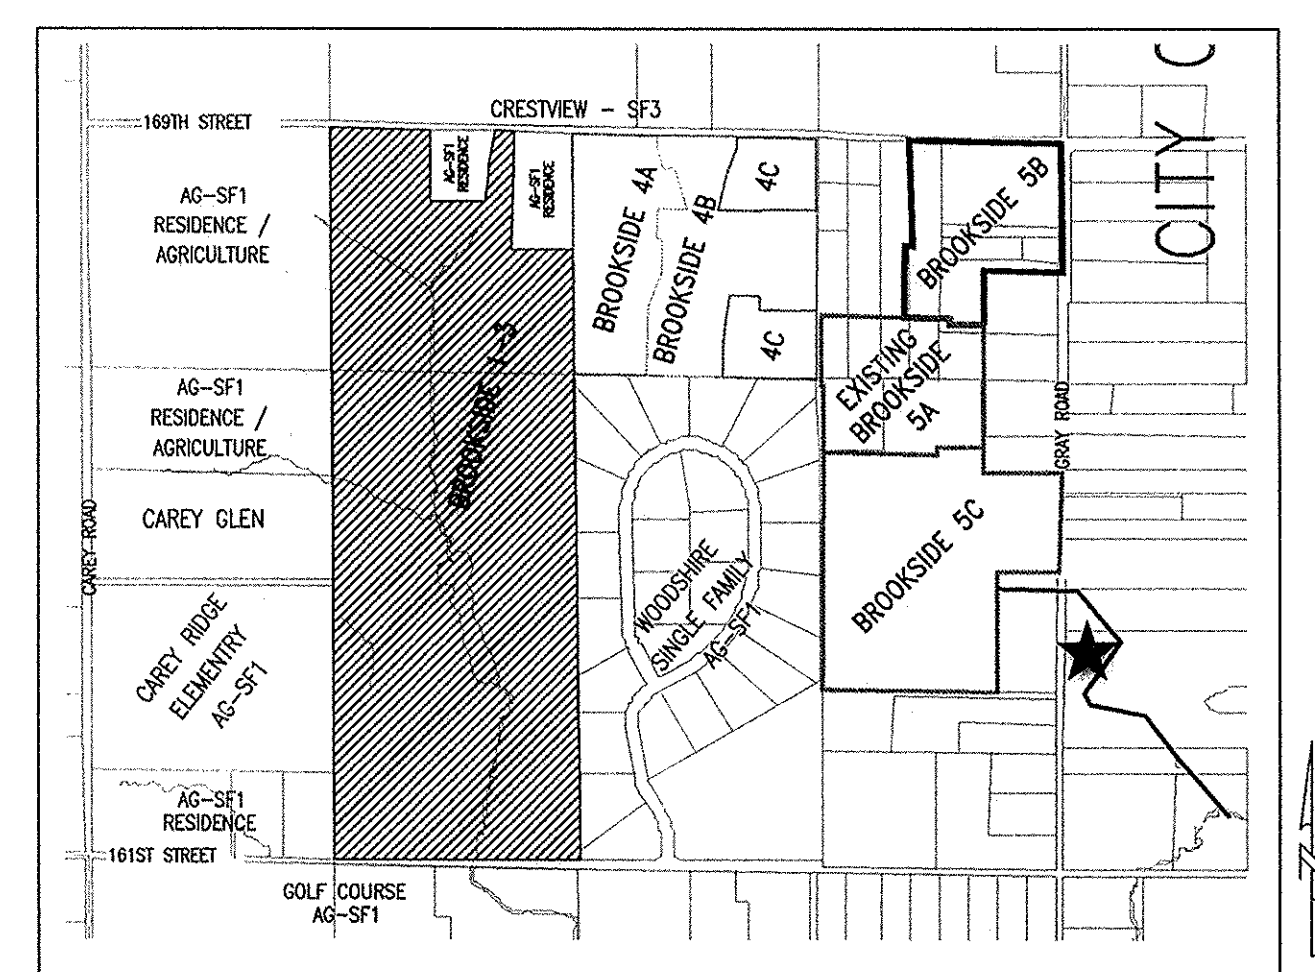 CRESTVIEW - SF3
169TH STREET
CITY C
AG-SF1
RESIDENCE
AG-SF1
RESIDENCE
BROOKSIDE 4A
BROOKSIDE 4B
4C
BROOKSIDE 5B
AG-SF1
RESIDENCE /
AGRICULTURE
BROOKSIDE 1-3
4C
EXISTING
BROOKSIDE
5A
AG-SF1
RESIDENCE /
AGRICULTURE
GRAY ROAD
CAREY ROAD
CAREY GLEN
BROOKSIDE 5C
WOODSHIRE
SINGLE FAMILY
AG-SF1
CAREY RIDGE
ELEMENTRY
AG-SF1
AG-SF1
RESIDENCE
161ST STREET
GOLF COURSE
AG-SF1